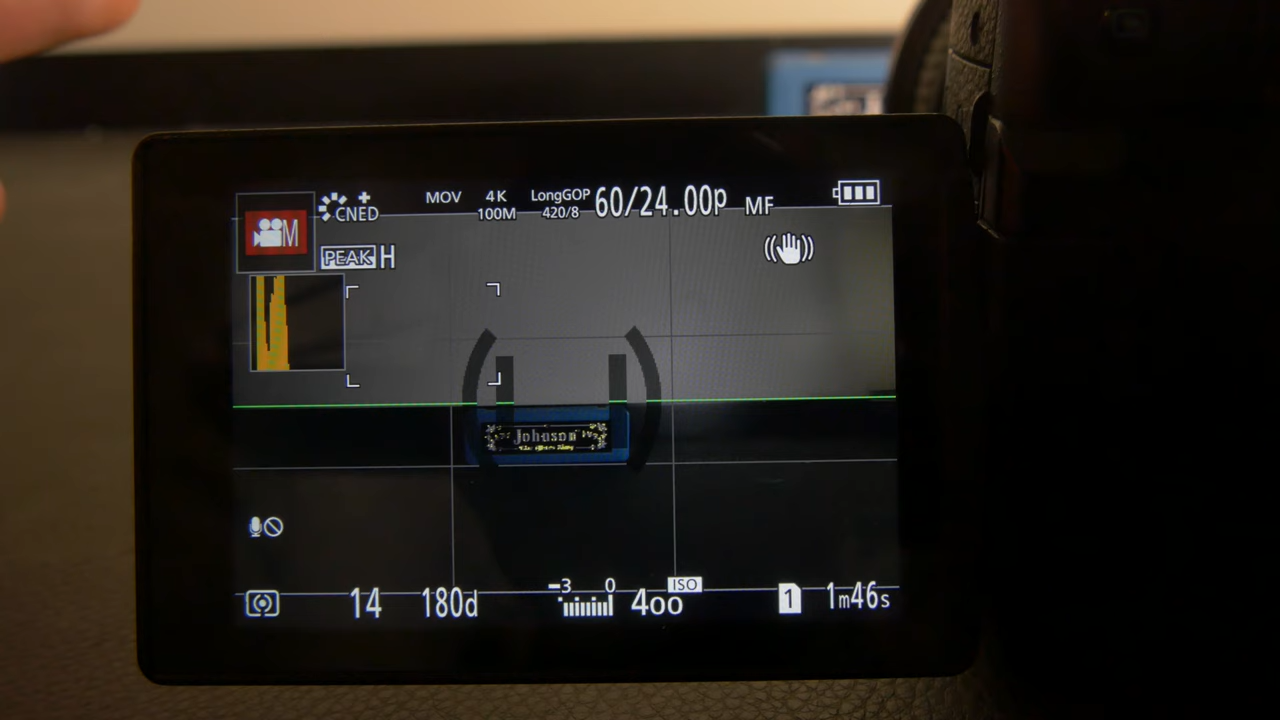 M
CNED
MOV
4K
100M
LongGOP
420/8
60/24.00p
MF
PEAK H
Johnson
14
180d
−3 0
ISO
400
1
1m46s